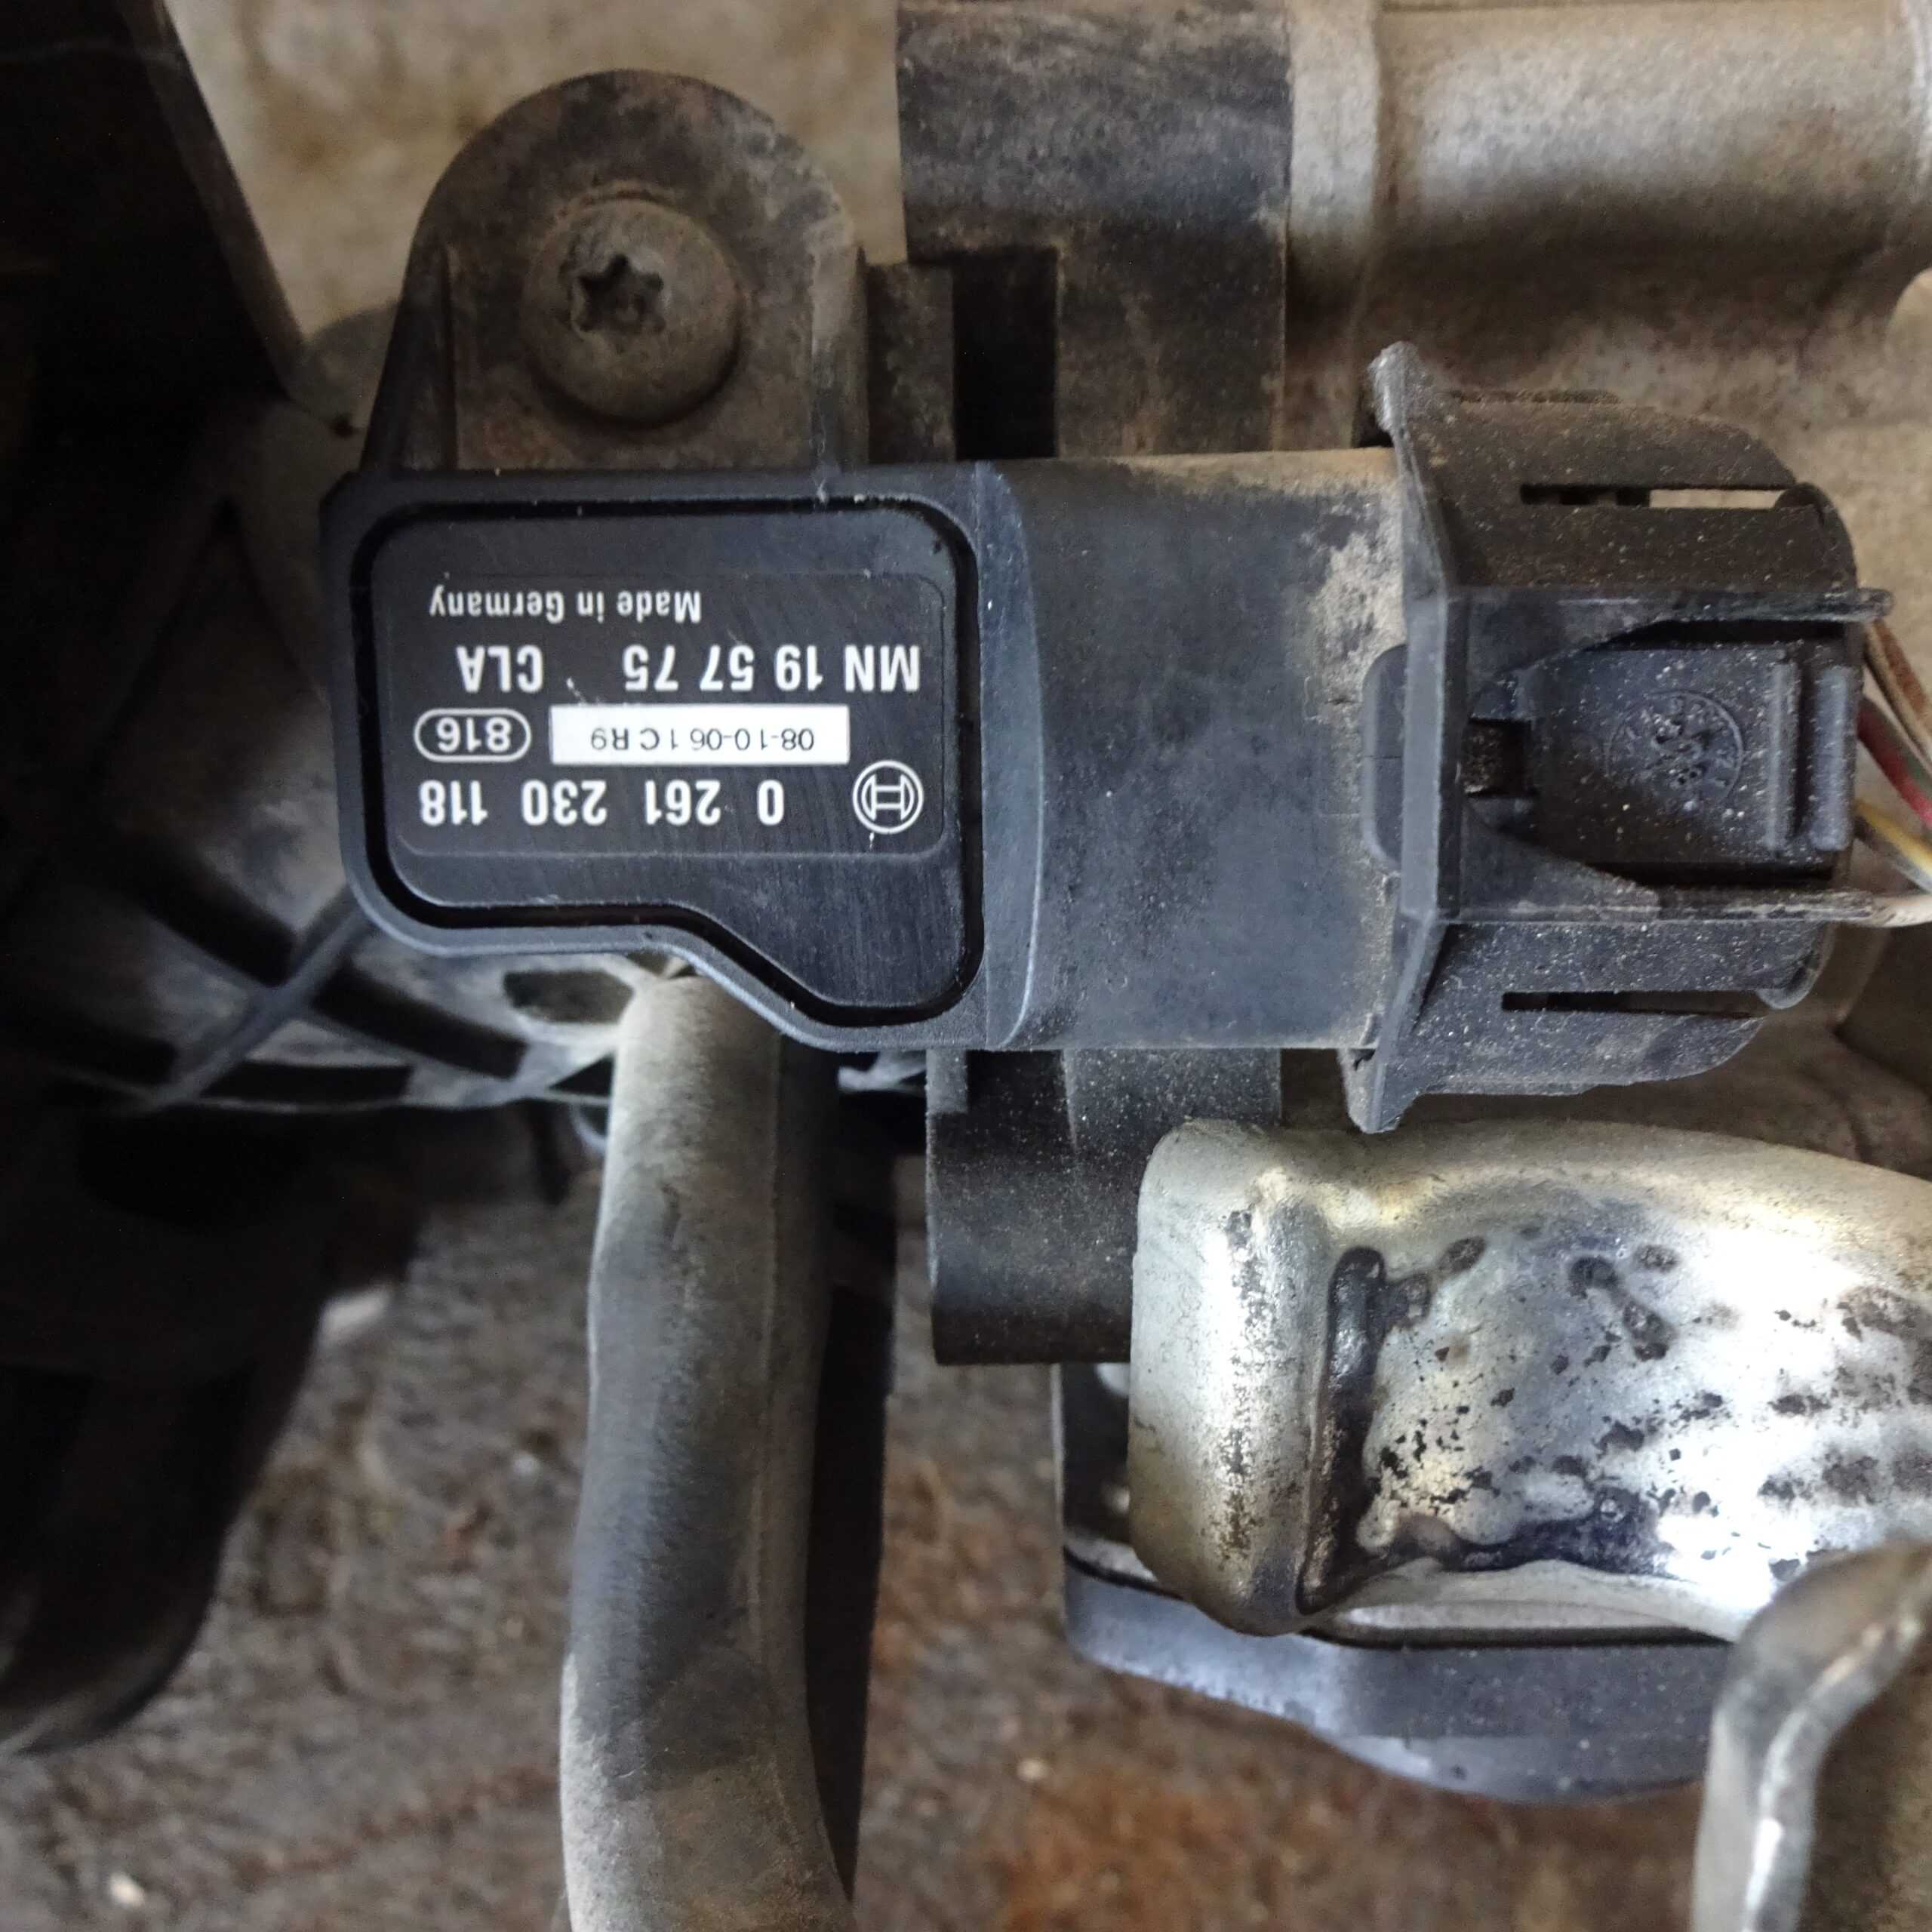 0 261 230 118
08-10-06 1 C R9 816
MN 19 57 75 CLA
Made in Germany